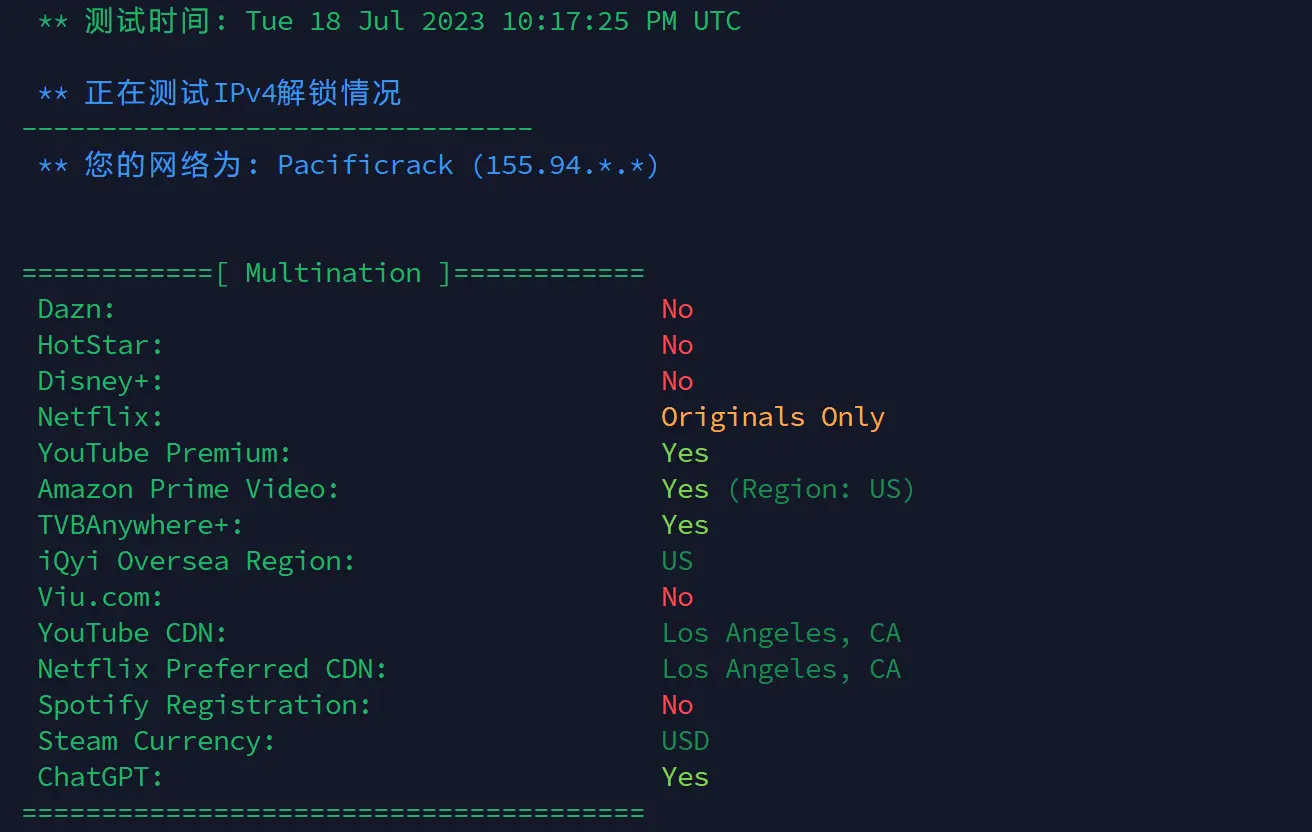 ** 测试时间: Tue 18 Jul 2023 10:17:25 PM UTC
** 正在测试IPv4解锁情况
--------------------------------
** 您的网络为: Pacificrack (155.94.*.*)
============[ Multination ]============
Dazn: No
HotStar: No
Disney+: No
Netflix: Originals Only
YouTube Premium: Yes
Amazon Prime Video: Yes (Region: US)
TVBAnywhere+: Yes
iQyi Oversea Region: US
Viu.com: No
YouTube CDN: Los Angeles, CA
Netflix Preferred CDN: Los Angeles, CA
Spotify Registration: No
Steam Currency: USD
ChatGPT: Yes
=======================================